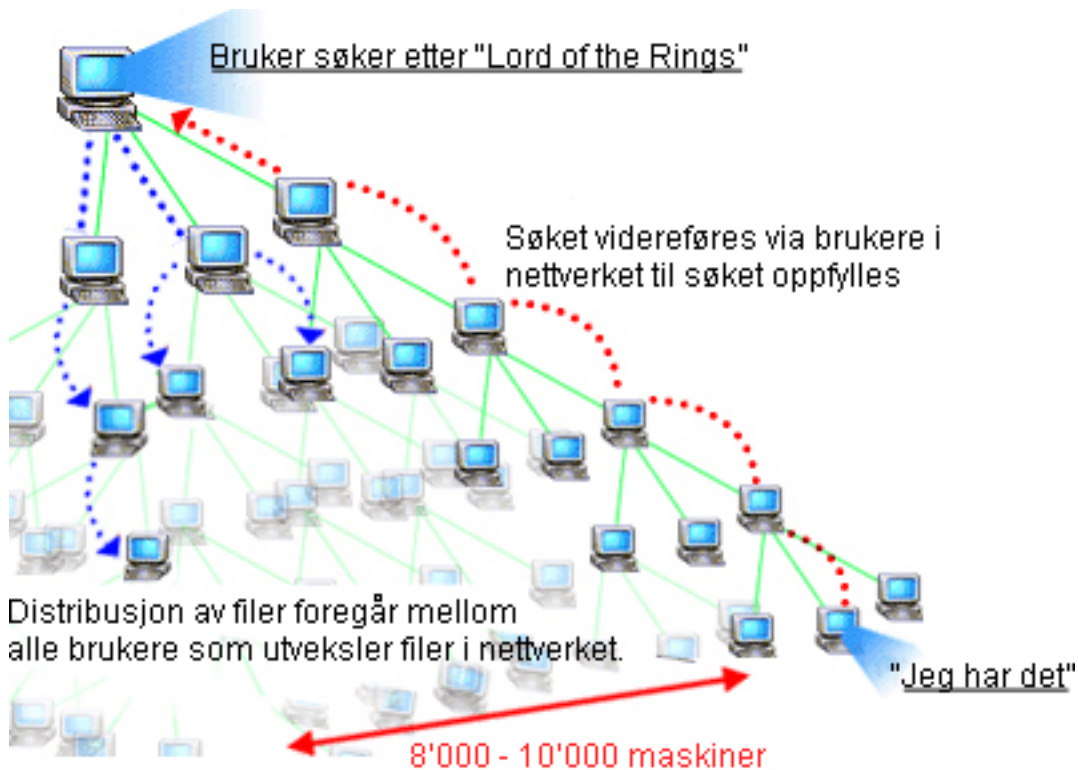 Bruker søker etter "Lord of the Rings"
Søket videreføres via brukere i
nettverket til søket oppfylles
Distribusjon av filer foregår mellom
alle brukere som utveksler filer i nettverket.
"Jeg har det"
8'000 - 10'000 maskiner